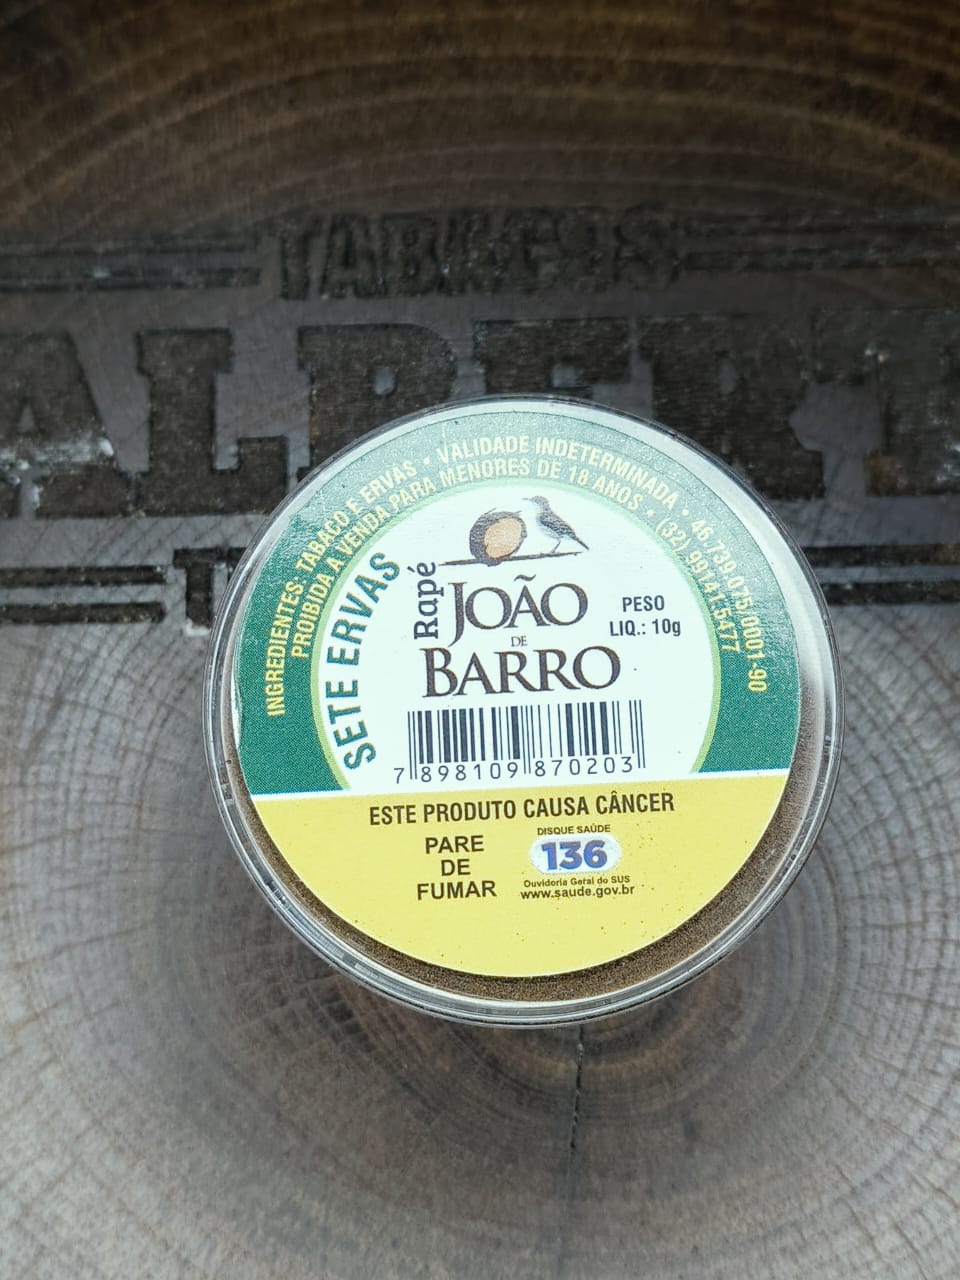 TABACOS
INGREDIENTES: TABACO E ERVAS • VALIDADE INDETERMINADA • 46.739.075/0001-90
PROIBIDA A VENDA PARA MENORES DE 18 ANOS • (32) 99141-5477
SETE ERVAS
Rapé
JOÃO
DE
BARRO
PESO
LIQ.: 10g
7 898109 870203
ESTE PRODUTO CAUSA CÂNCER
PARE
DE
FUMAR
DISQUE SAÚDE
136
Ouvidoria Geral do SUS
www.saude.gov.br